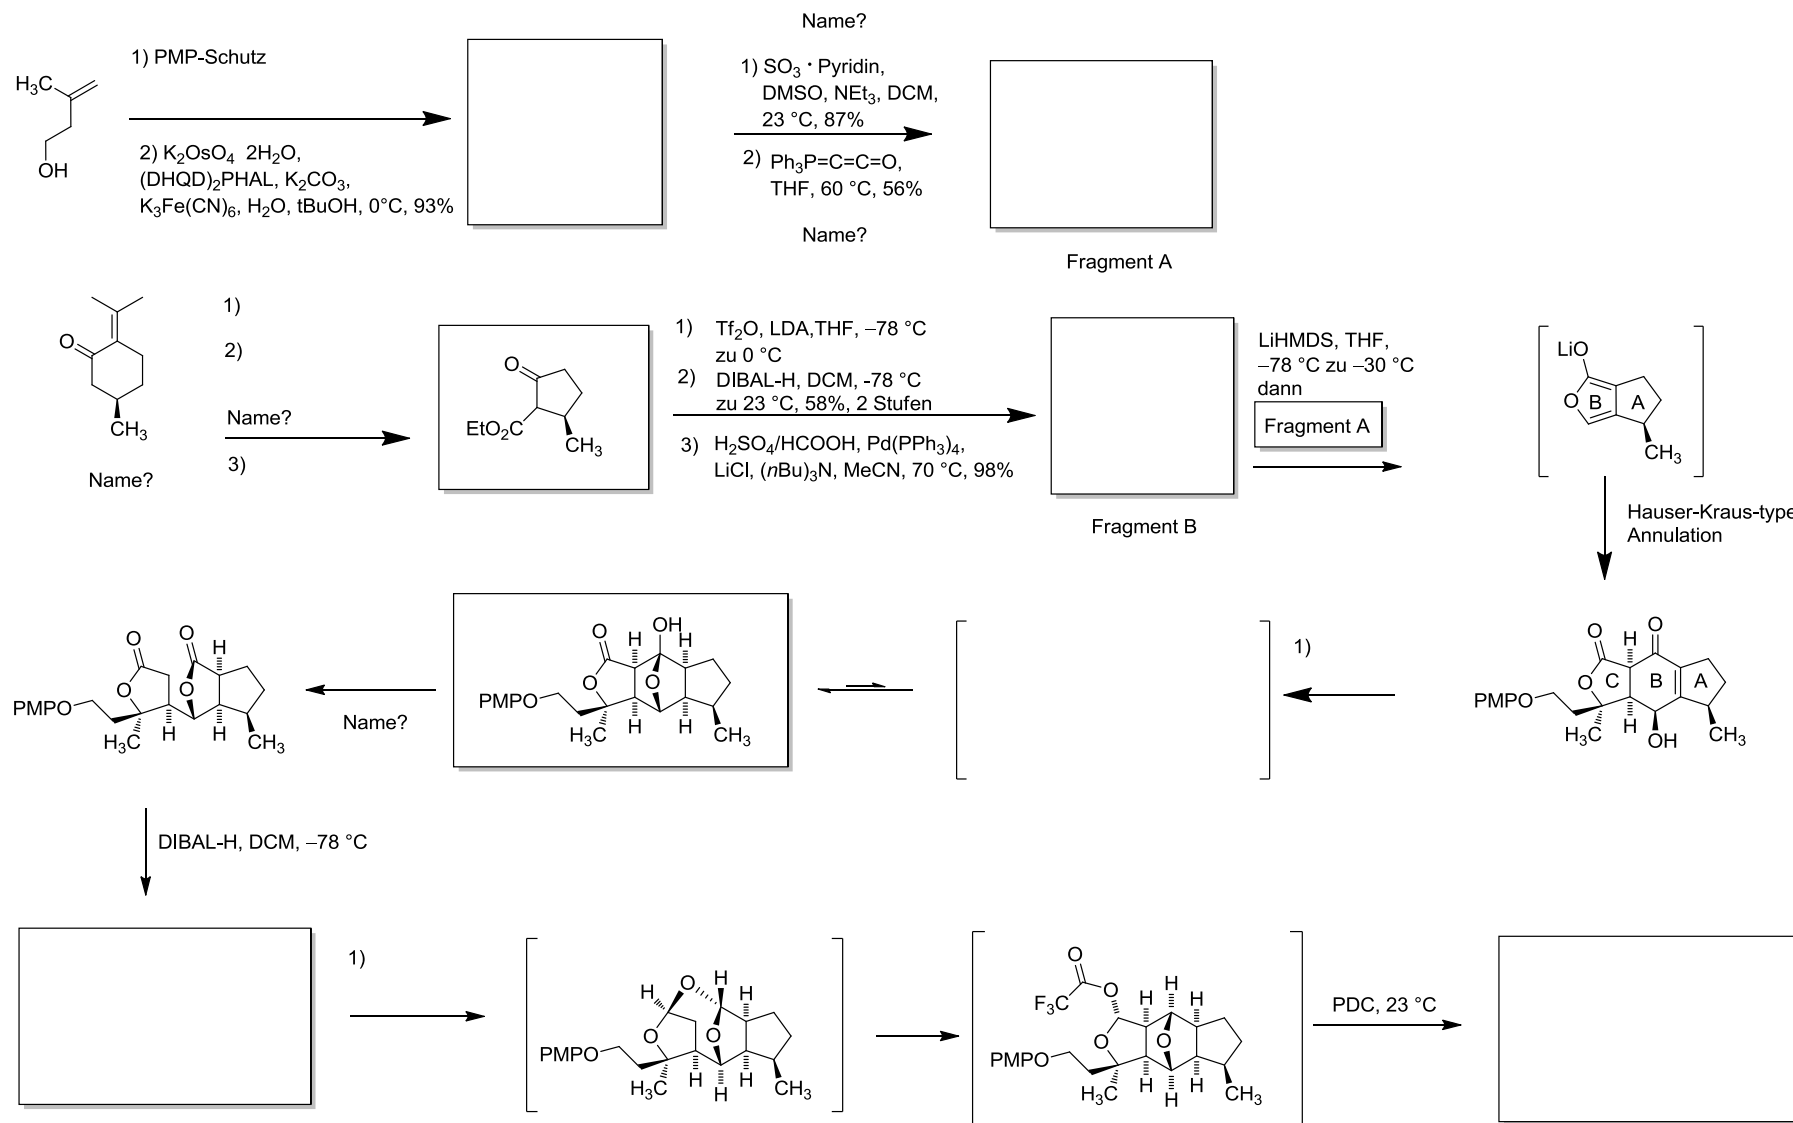 Name?
1) PMP-Schutz
2) K2OsO4 2H2O,
(DHQD)2PHAL, K2CO3,
K3Fe(CN)6, H2O, tBuOH, 0°C, 93%
H3C
OH
1) SO3 · Pyridin,
DMSO, NEt3, DCM,
23 °C, 87%
2) Ph3P=C=C=O,
THF, 60 °C, 56%
Name?
Fragment A
O
CH3
Name?
1)
2)
Name?
3)
O
EtO2C
CH3
1) Tf2O, LDA,THF, –78 °C
zu 0 °C
2) DIBAL-H, DCM, -78 °C
zu 23 °C, 58%, 2 Stufen
3) H2SO4/HCOOH, Pd(PPh3)4,
LiCl, (nBu)3N, MeCN, 70 °C, 98%
Fragment B
LiHMDS, THF,
–78 °C zu –30 °C
dann
Fragment A
LiO
O B A
CH3
Hauser-Kraus-type
Annulation
O O H
O
PMPO
H3C H H CH3
Name?
O H OH H
O O
PMPO
H3C H H CH3
1)
O H O
O C B A
PMPO
H3C H OH CH3
DIBAL-H, DCM, –78 °C
1)
H O H H
O O
PMPO
H3C H H H CH3
O
F3C O H H H
O O
PMPO
H3C H H H CH3
PDC, 23 °C